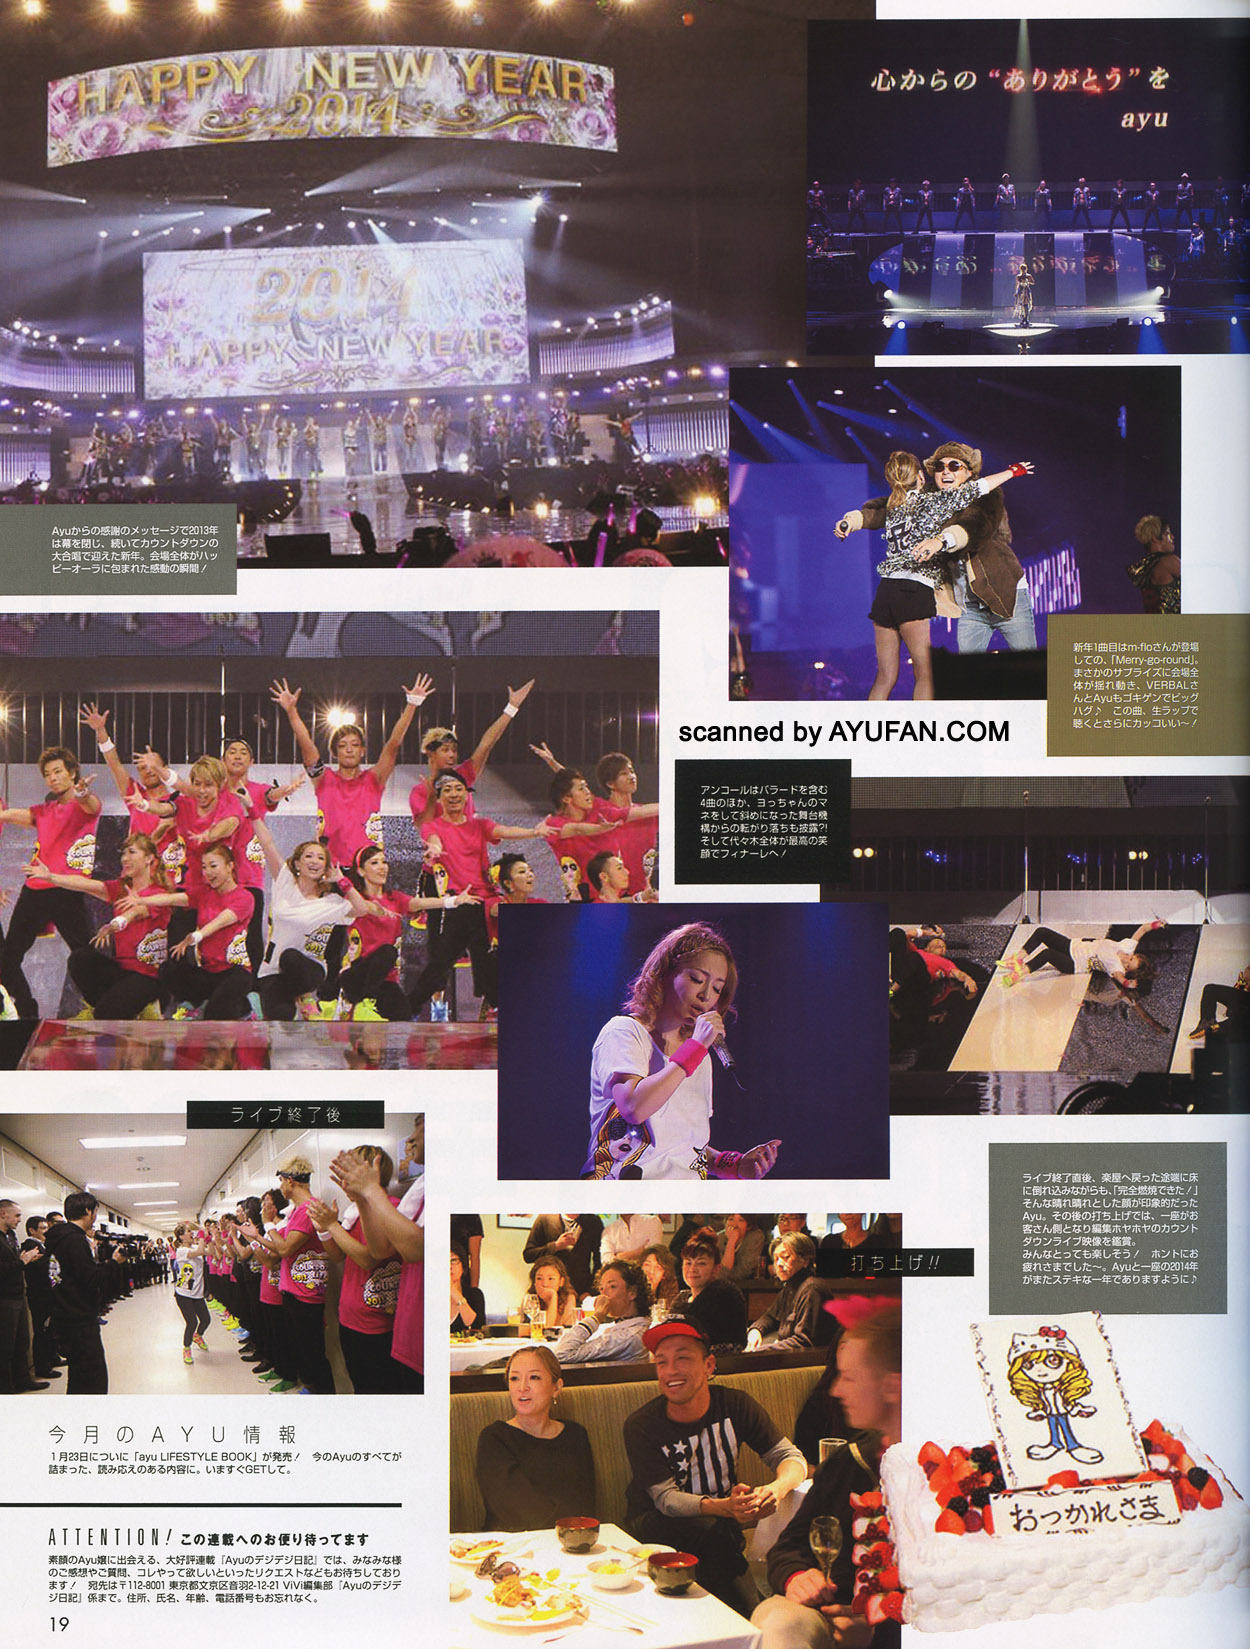 HAPPY NEW YEAR
2014
2014
HAPPY NEW YEAR
心からの“ありがとう”を
ayu
Ayuからの感謝のメッセージで2013年
は幕を閉じ、続いてカウントダウンの
大合唱で迎えた新年。会場全体がハッ
ピーオーラに包まれた感動の瞬間！
新年1曲目はm-floさんが登場
しての、「Merry-go-round」。
まさかのサプライズに会場全
体が揺れ動き、VERBALさ
んとAyuもゴキゲンでビッグ
ハグ♪　この曲、生ラップで
聴くとさらにカッコいい～！
scanned by AYUFAN.COM
アンコールはバラードを含む
4曲のほか、ヨっちゃんのマ
ネをして斜めになった舞台機
構からの転がり落ちも披露?!
そして代々木全体が最高の笑
顔でフィナーレへ！
ライブ終了後
ライブ終了直後、楽屋へ戻った途端に床
に倒れ込みながらも、「完全燃焼できた！」
そんな晴れ晴れとした顔が印象的だった
Ayu。その後の打ち上げでは、一座がお
客さん側となり編集ホヤホヤのカウント
ダウンライブ映像を鑑賞。
みんなとっても楽しそう！　ホントにお
疲れさまでした～。Ayuと一座の2014年
がまたステキな一年でありますように♪
打ち上げ!!
おつかれさま
今月のAYU情報
1月23日についに「ayu LIFESTYLE BOOK」が発売！　今のAyuのすべてが
詰まった、読み応えのある内容に。いますぐGETして。
ATTENTION! この連載へのお便り待ってます
素顔のAyu嬢に出会える、大好評連載『Ayuのデジデジ日記』では、みなみな様
のご感想やご質問、コレやって欲しいといったリクエストなどもお待ちしており
ます！　宛先は〒112-8001 東京都文京区音羽2-12-21 ViVi編集部『Ayuのデジデ
ジ日記』係まで。住所、氏名、年齢、電話番号もお忘れなく。
19